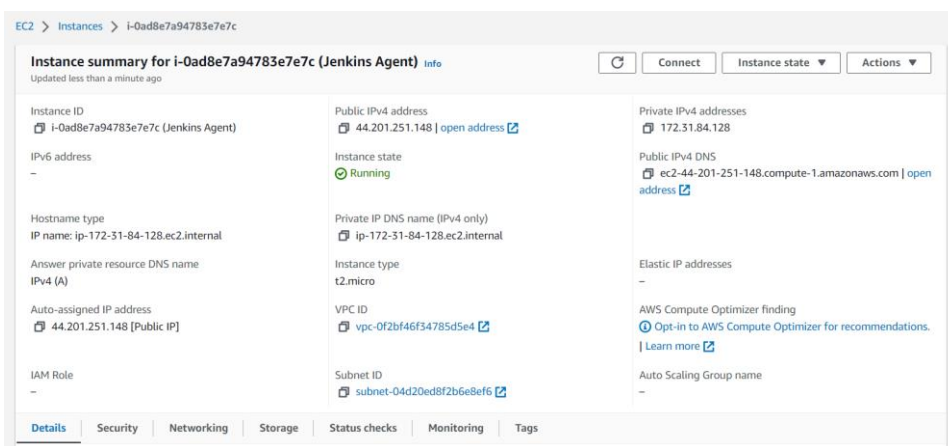 EC2 > Instances > i-0ad8e7a94783e7e7c
Instance summary for i-0ad8e7a94783e7e7c (Jenkins Agent) Info
Updated less than a minute ago
Connect
Instance state ▼
Actions ▼
Instance ID
i-0ad8e7a94783e7e7c (Jenkins Agent)
Public IPv4 address
44.201.251.148 | open address
Private IPv4 addresses
172.31.84.128
IPv6 address
–
Instance state
Running
Public IPv4 DNS
ec2-44-201-251-148.compute-1.amazonaws.com | open
address
Hostname type
IP name: ip-172-31-84-128.ec2.internal
Private IP DNS name (IPv4 only)
ip-172-31-84-128.ec2.internal
Answer private resource DNS name
IPv4 (A)
Instance type
t2.micro
Elastic IP addresses
–
Auto-assigned IP address
44.201.251.148 [Public IP]
VPC ID
vpc-0f2bf46f34785d5e4
AWS Compute Optimizer finding
Opt-in to AWS Compute Optimizer for recommendations.
| Learn more
IAM Role
–
Subnet ID
subnet-04d20ed8f2b6e8ef6
Auto Scaling Group name
–
Details
Security
Networking
Storage
Status checks
Monitoring
Tags